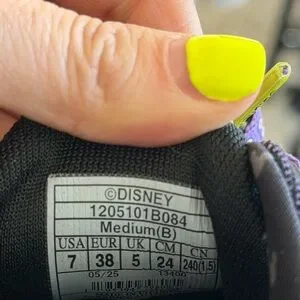 ©DISNEY
1205101B084
Medium(B)
USA EUR UK CM CN
7 38 5 24 240(1.5)
05/25